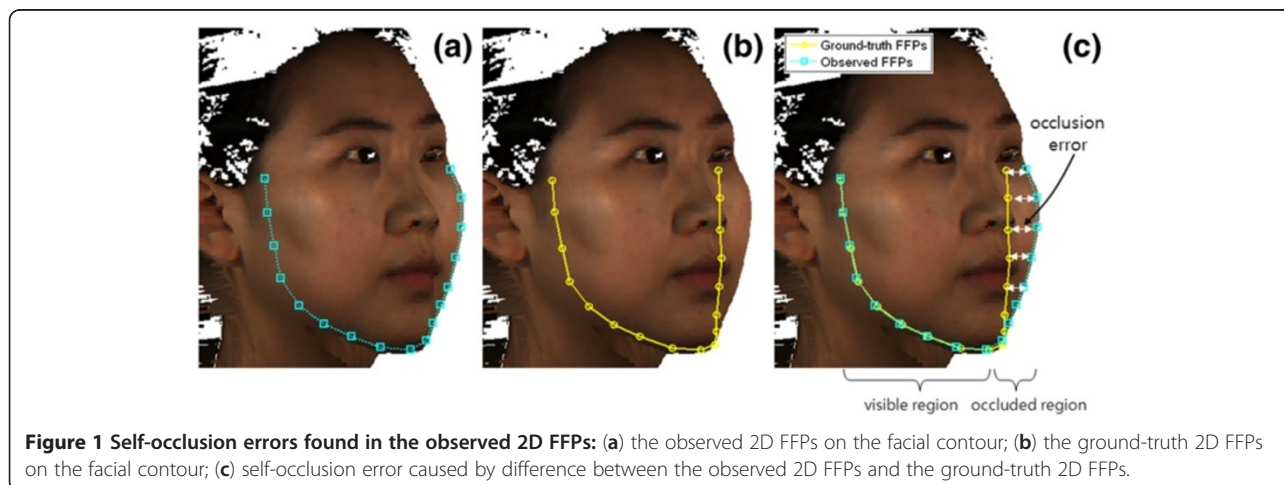 (a)
(b)
(c)
Ground-truth FFPs
Observed FFPs
occlusion
error
visible region
occluded region
Figure 1 Self-occlusion errors found in the observed 2D FFPs: (a) the observed 2D FFPs on the facial contour; (b) the ground-truth 2D FFPs
on the facial contour; (c) self-occlusion error caused by difference between the observed 2D FFPs and the ground-truth 2D FFPs.